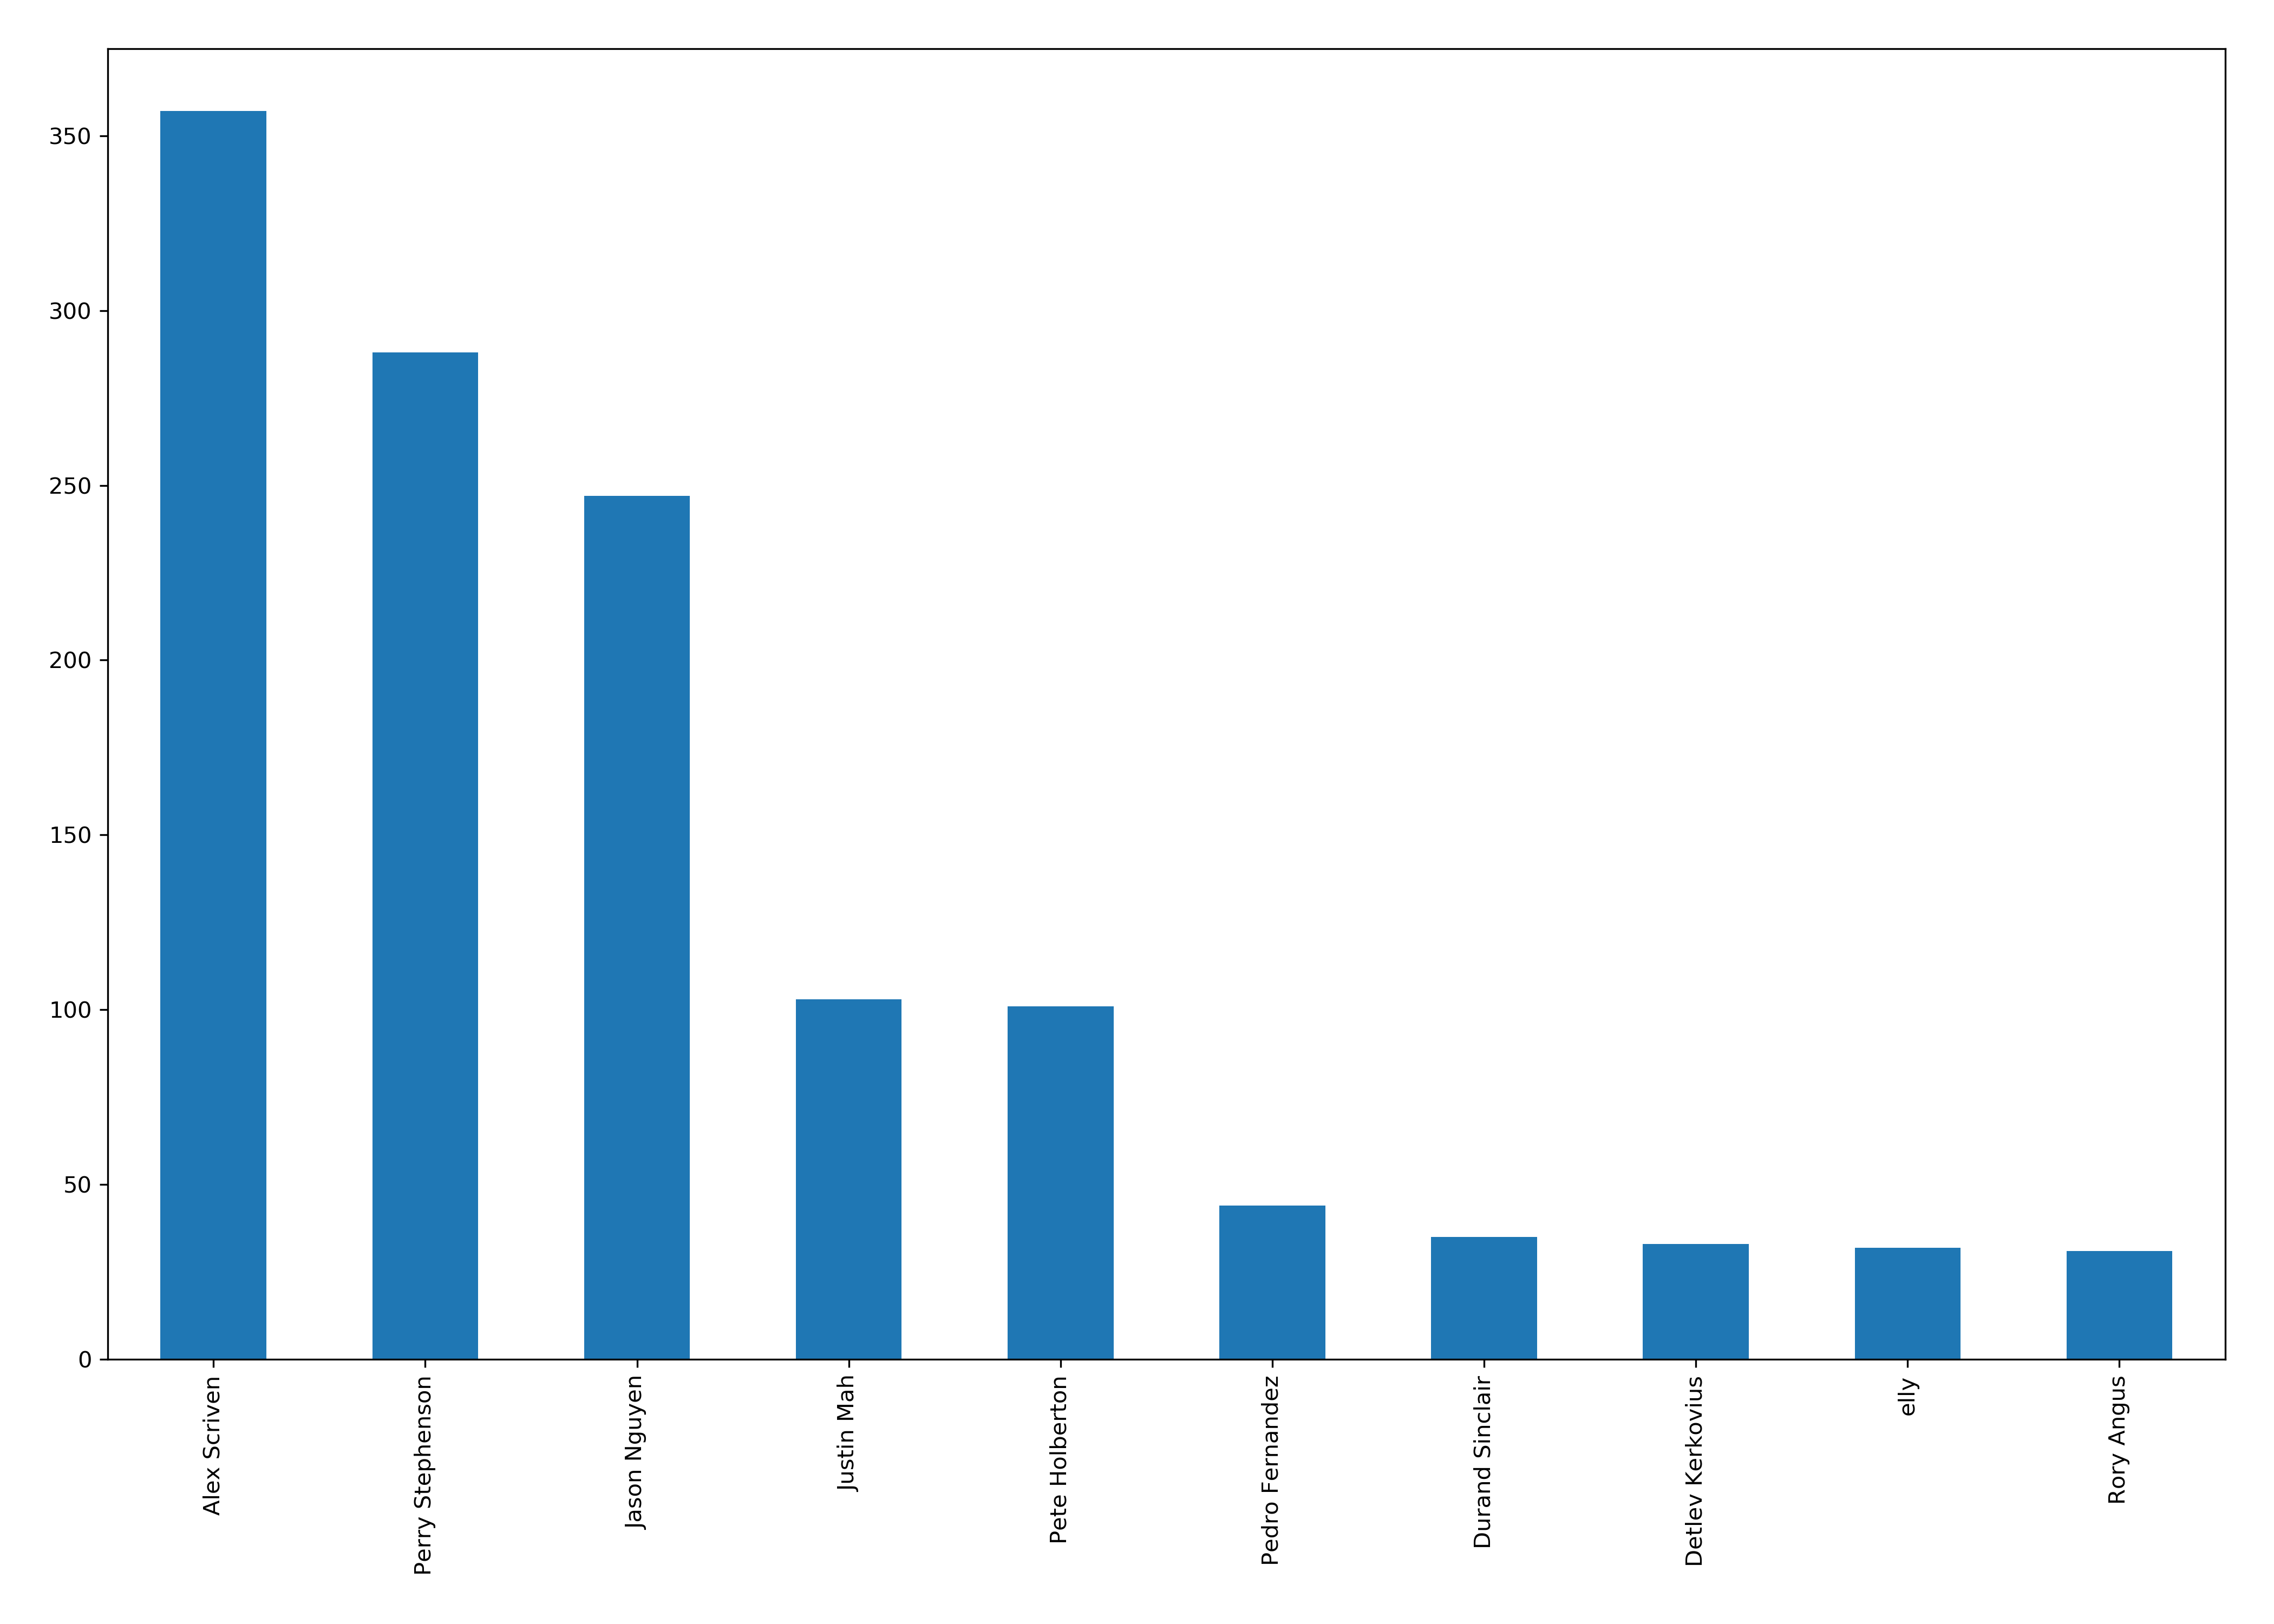 350
300
250
200
150
100
50
0
Alex Scriven
Perry Stephenson
Jason Nguyen
Justin Mah
Pete Holberton
Pedro Fernandez
Durand Sinclair
Detlev Kerkovius
elly
Rory Angus